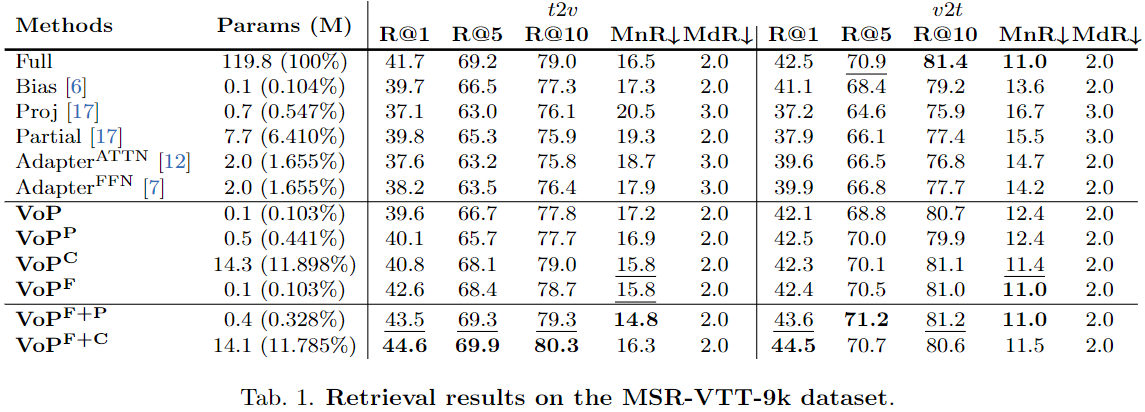 t2v v2t
Methods Params (M) R@1 R@5 R@10 MnR↓ MdR↓ R@1 R@5 R@10 MnR↓ MdR↓
Full 119.8 (100%) 41.7 69.2 79.0 16.5 2.0 42.5 70.9 81.4 11.0 2.0
Bias [6] 0.1 (0.104%) 39.7 66.5 77.3 17.3 2.0 41.1 68.4 79.2 13.6 2.0
Proj [17] 0.7 (0.547%) 37.1 63.0 76.1 20.5 3.0 37.2 64.6 75.9 16.7 3.0
Partial [17] 7.7 (6.410%) 39.8 65.3 75.9 19.3 2.0 37.9 66.1 77.4 15.5 3.0
Adapter^ATTN [12] 2.0 (1.655%) 37.6 63.2 75.8 18.7 3.0 39.6 66.5 76.8 14.7 2.0
Adapter^FFN [7] 2.0 (1.655%) 38.2 63.5 76.4 17.9 3.0 39.9 66.8 77.7 14.2 2.0
VoP 0.1 (0.103%) 39.6 66.7 77.8 17.2 2.0 42.1 68.8 80.7 12.4 2.0
VoP^P 0.5 (0.441%) 40.1 65.7 77.7 16.9 2.0 42.5 70.0 79.9 12.4 2.0
VoP^C 14.3 (11.898%) 40.8 68.1 79.0 15.8 2.0 42.3 70.1 81.1 11.4 2.0
VoP^F 0.1 (0.103%) 42.6 68.4 78.7 15.8 2.0 42.4 70.5 81.0 11.0 2.0
VoP^F+P 0.4 (0.328%) 43.5 69.3 79.3 14.8 2.0 43.6 71.2 81.2 11.0 2.0
VoP^F+C 14.1 (11.785%) 44.6 69.9 80.3 16.3 2.0 44.5 70.7 80.6 11.5 2.0
Tab. 1. Retrieval results on the MSR-VTT-9k dataset.